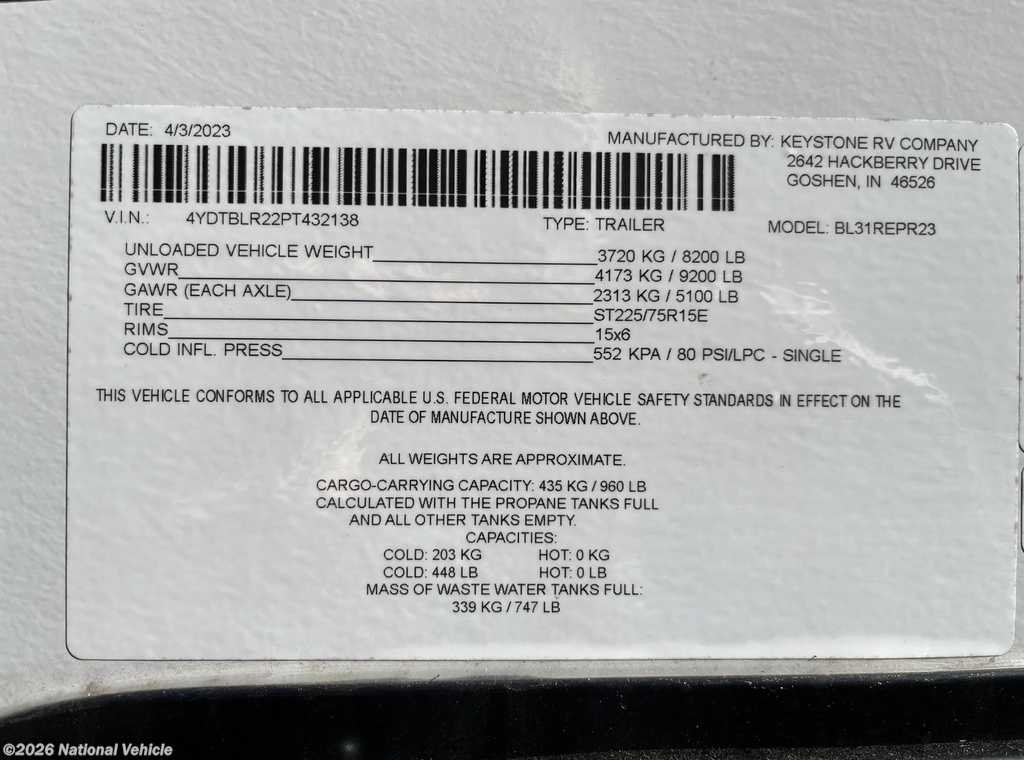 DATE: 4/3/2023
MANUFACTURED BY: KEYSTONE RV COMPANY
2642 HACKBERRY DRIVE
GOSHEN, IN 46526
V.I.N.: 4YDTBLR22PT432138 TYPE: TRAILER MODEL: BL31REPR23
UNLOADED VEHICLE WEIGHT 3720 KG / 8200 LB
GVWR 4173 KG / 9200 LB
GAWR (EACH AXLE) 2313 KG / 5100 LB
TIRE ST225/75R15E
RIMS 15x6
COLD INFL. PRESS 552 KPA / 80 PSI/LPC - SINGLE
THIS VEHICLE CONFORMS TO ALL APPLICABLE U.S. FEDERAL MOTOR VEHICLE SAFETY STANDARDS IN EFFECT ON THE
DATE OF MANUFACTURE SHOWN ABOVE.
ALL WEIGHTS ARE APPROXIMATE.
CARGO-CARRYING CAPACITY: 435 KG / 960 LB
CALCULATED WITH THE PROPANE TANKS FULL
AND ALL OTHER TANKS EMPTY.
CAPACITIES:
COLD: 203 KG HOT: 0 KG
COLD: 448 LB HOT: 0 LB
MASS OF WASTE WATER TANKS FULL:
339 KG / 747 LB
©2026 National Vehicle